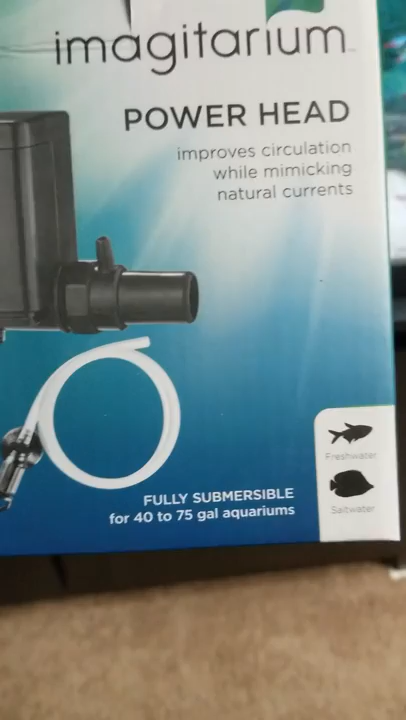 imagitarium
POWER HEAD
improves circulation
while mimicking
natural currents
Freshwater
Saltwater
FULLY SUBMERSIBLE
for 40 to 75 gal aquariums